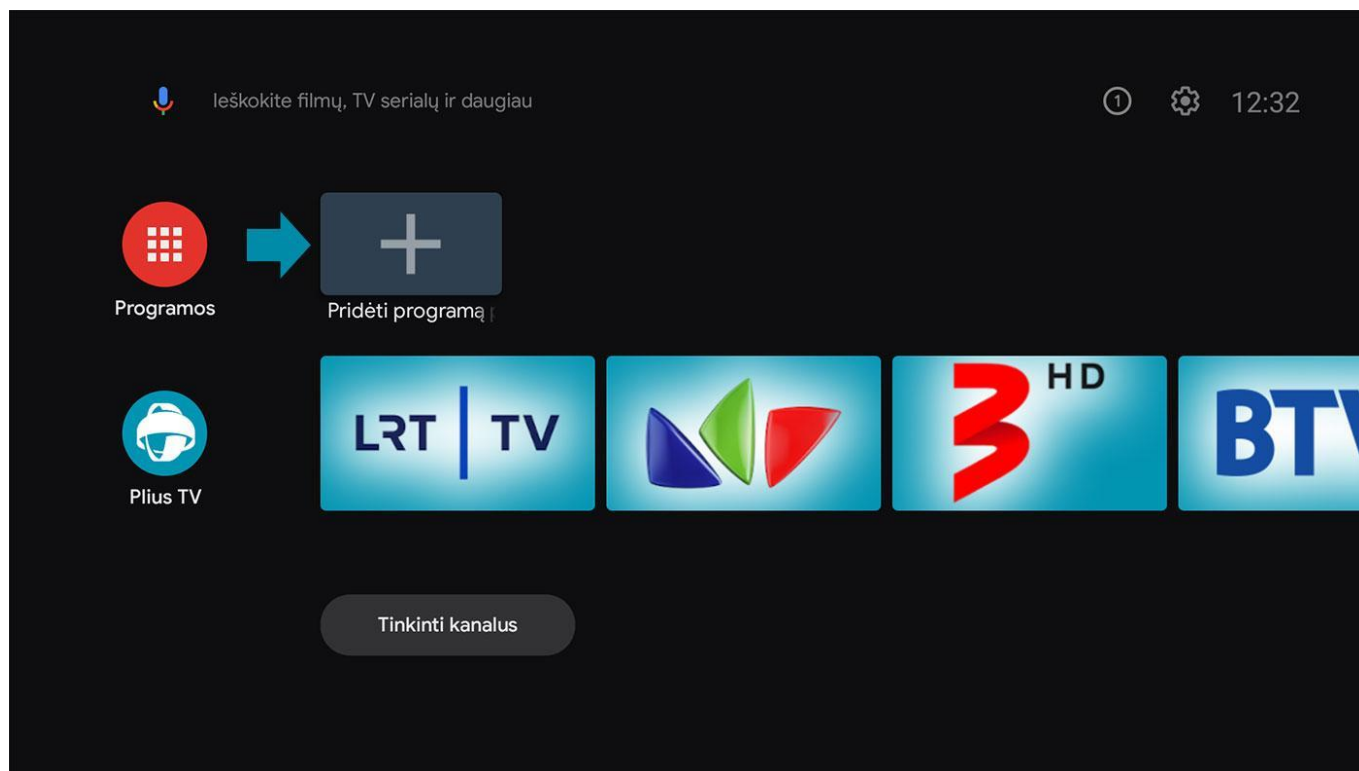 Ieškokite filmų, TV serialų ir daugiau
1
12:32
Programos
Pridėti programą
Plius TV
LRT TV
3 HD
BTV
Tinkinti kanalus